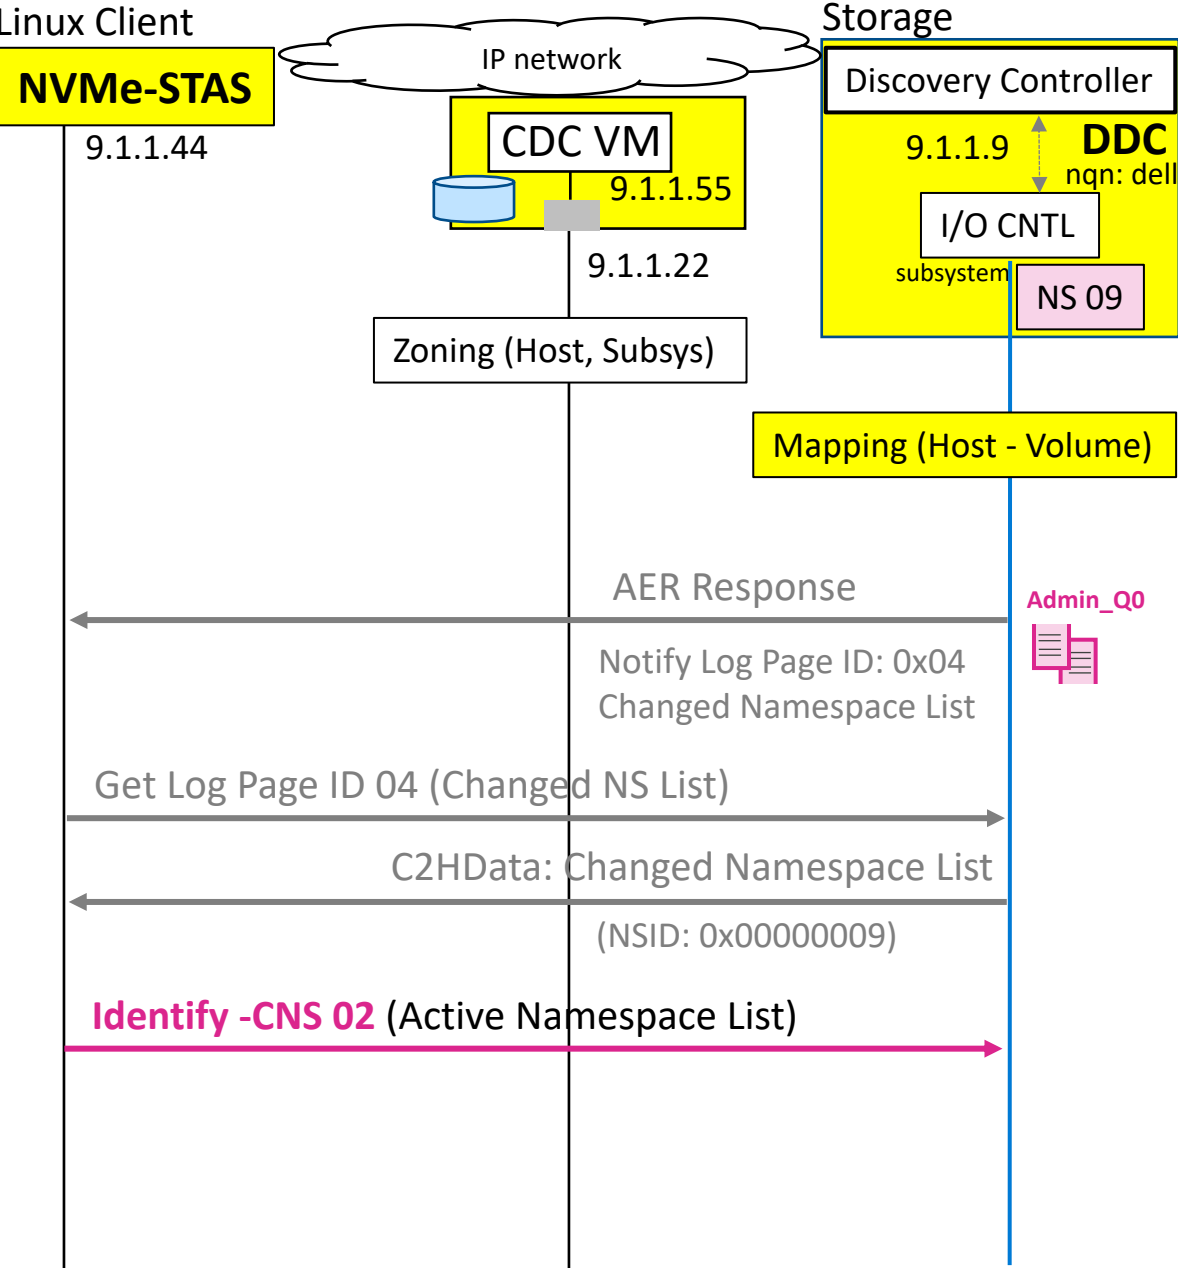 Linux Client
Storage
IP network
NVMe-STAS
Discovery Controller
CDC VM
9.1.1.44
9.1.1.9
DDC
nqn: dell
9.1.1.55
I/O CNTL
9.1.1.22
subsystem
NS 09
Zoning (Host, Subsys)
Mapping (Host - Volume)
AER Response
Admin_Q0
Notify Log Page ID: 0x04
Changed Namespace List
Get Log Page ID 04 (Changed NS List)
C2HData: Changed Namespace List
(NSID: 0x00000009)
Identify -CNS 02 (Active Namespace List)